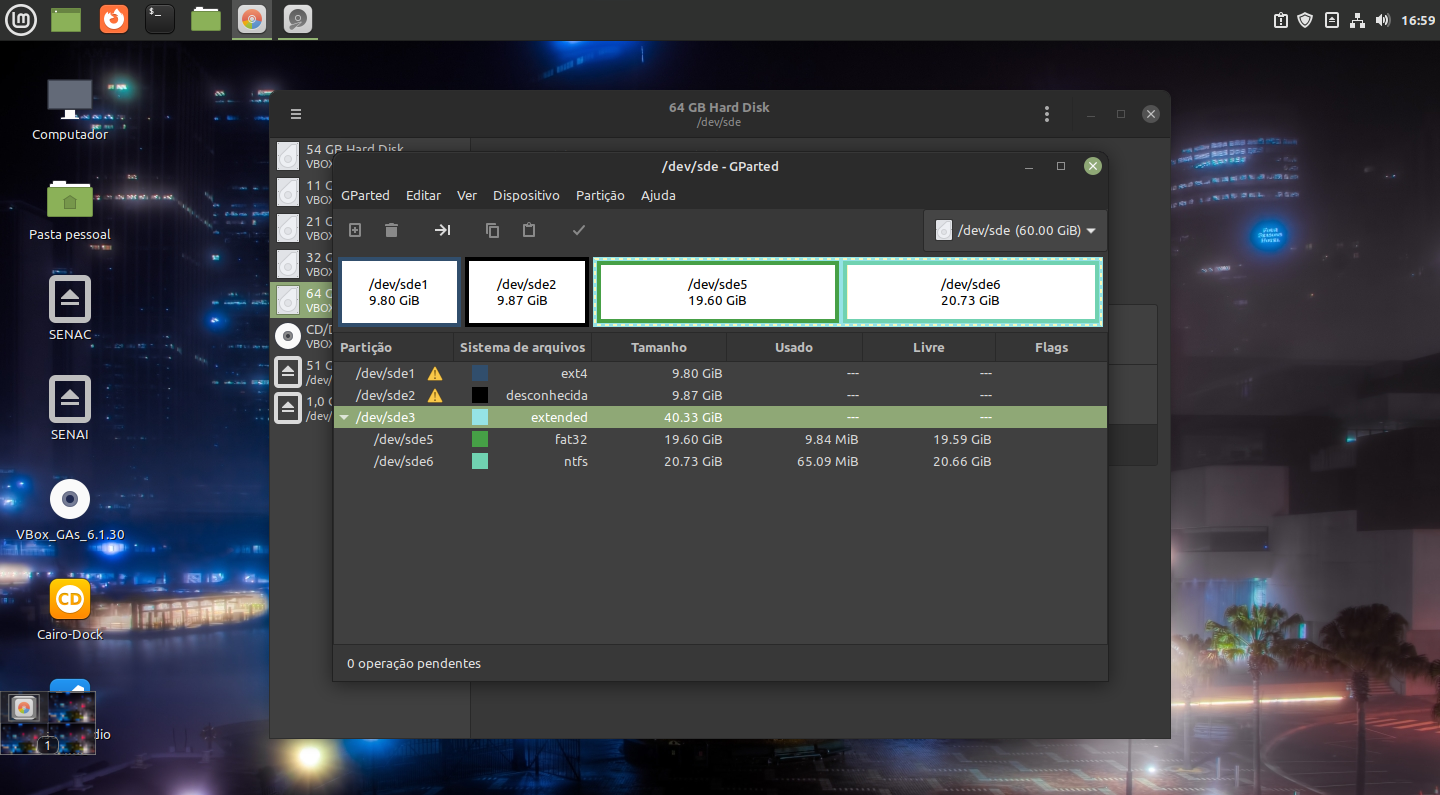 16:59
Computador
Pasta pessoal
SENAC
SENAI
VBox_GAs_6.1.30
CD
Cairo-Dock
dio
1
64 GB Hard Disk
/dev/sde
54 GB Hard Disk
VBOX
11 G
VBOX
21 G
VBOX
32 G
VBOX
64 G
VBOX
CD/D
VBOX
51 G
/dev/
1,0 G
/dev/
/dev/sde - GParted
GParted Editar Ver Dispositivo Partição Ajuda
/dev/sde (60.00 GiB)
/dev/sde1
9.80 GiB
/dev/sde2
9.87 GiB
/dev/sde5
19.60 GiB
/dev/sde6
20.73 GiB
Partição Sistema de arquivos Tamanho Usado Livre Flags
/dev/sde1 ext4 9.80 GiB --- ---
/dev/sde2 desconhecida 9.87 GiB --- ---
/dev/sde3 extended 40.33 GiB --- ---
/dev/sde5 fat32 19.60 GiB 9.84 MiB 19.59 GiB
/dev/sde6 ntfs 20.73 GiB 65.09 MiB 20.66 GiB
0 operação pendentes